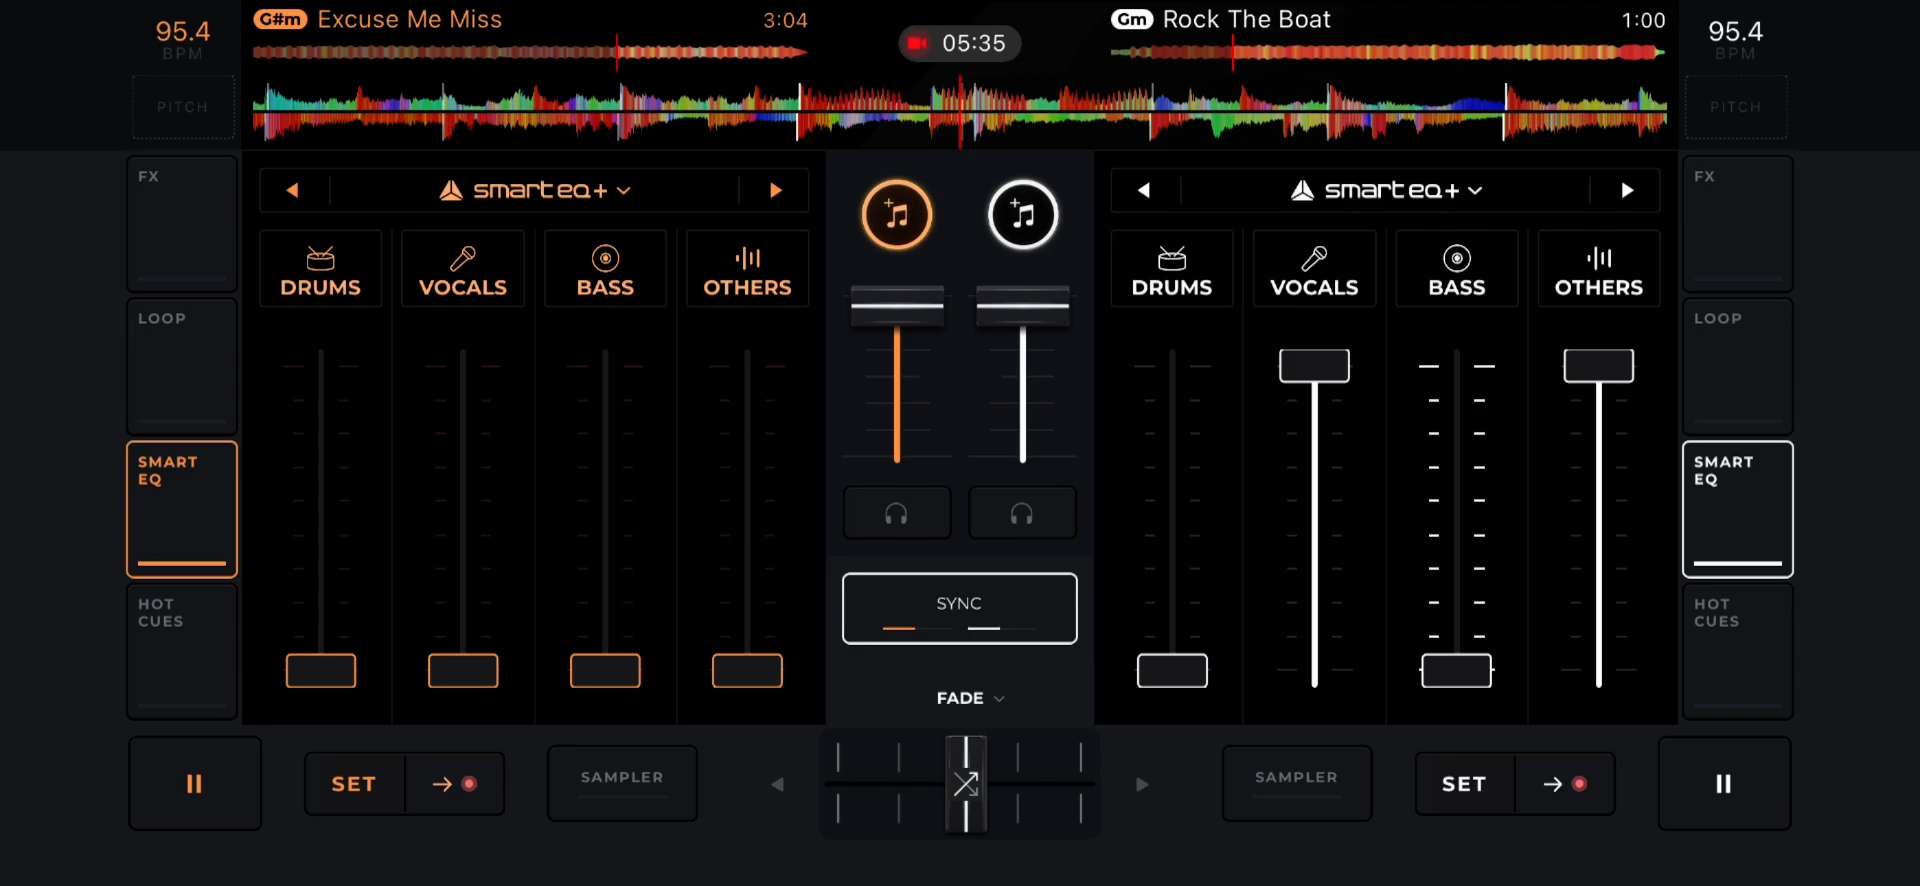 95.4
BPM
PITCH
G#m Excuse Me Miss 3:04
05:35
Gm Rock The Boat 1:00
95.4
BPM
PITCH
FX
LOOP
SMART
EQ
HOT
CUES
smart eq+
DRUMS VOCALS BASS OTHERS
SYNC
FADE
smart eq+
DRUMS VOCALS BASS OTHERS
FX
LOOP
SMART
EQ
HOT
CUES
SET
SAMPLER
SAMPLER
SET